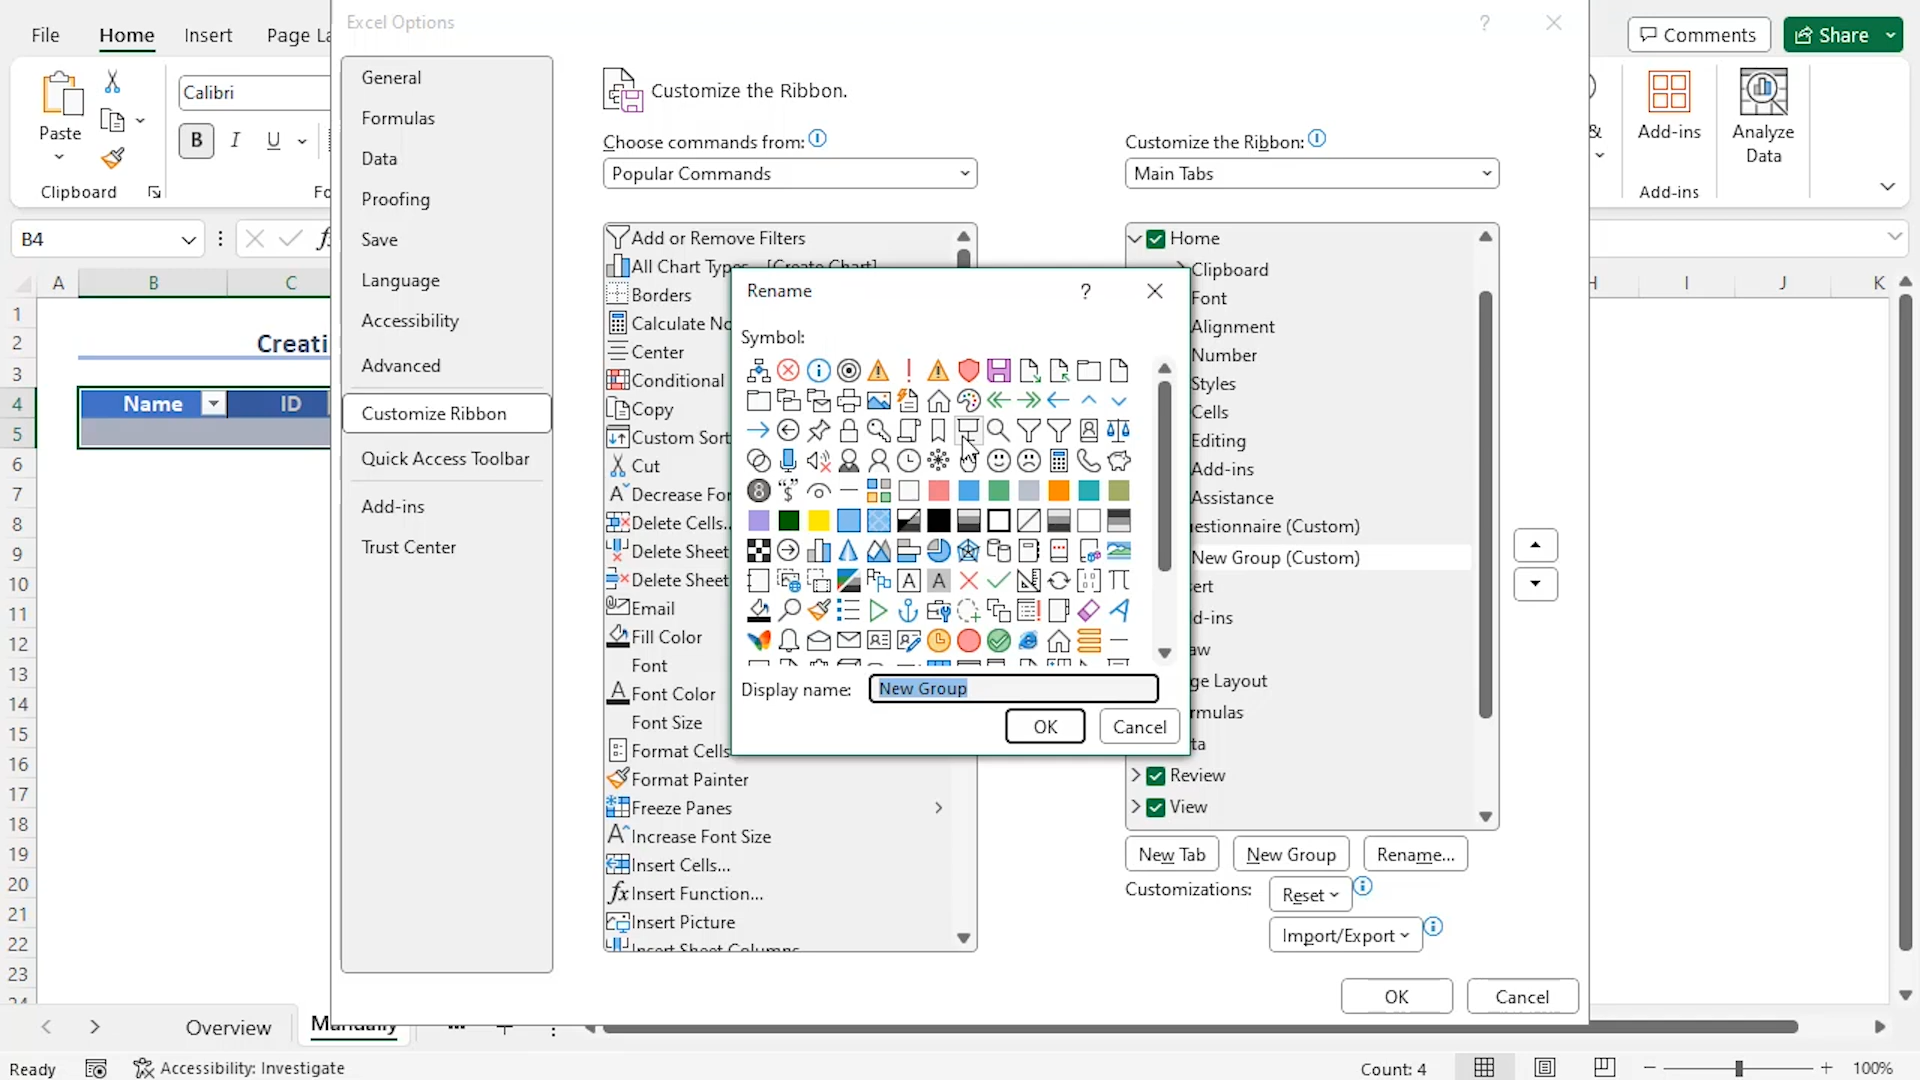 Excel Options
File
Home
Insert
Page La
Comments
Share
Paste
Calibri
B
I
U
Clipboard
Fo
Add-ins
Analyze
Data
Add-ins
B4
A
B
C
H
I
J
K
Creati
Name
ID
1
2
3
4
5
6
7
8
9
10
11
12
13
14
15
16
17
18
19
20
21
22
23
24
General
Formulas
Data
Proofing
Save
Language
Accessibility
Advanced
Customize Ribbon
Quick Access Toolbar
Add-ins
Trust Center
Customize the Ribbon.
Choose commands from:
Popular Commands
Add or Remove Filters
All Chart Types... [Create Chart]
Borders
Calculate No
Center
Conditional
Copy
Custom Sort
Cut
Decrease For
Delete Cells..
Delete Sheet
Delete Sheet
Email
Fill Color
Font
Font Color
Font Size
Format Cells
Format Painter
Freeze Panes
Increase Font Size
Insert Cells...
Insert Function...
Insert Picture
Insert Sheet Columns
Customize the Ribbon:
Main Tabs
Home
Clipboard
Font
Alignment
Number
Styles
Cells
Editing
Add-ins
Assistance
estionnaire (Custom)
New Group (Custom)
ert
d-ins
aw
ge Layout
rmulas
ta
Review
View
New Tab
New Group
Rename...
Customizations:
Reset
Import/Export
OK
Cancel
Rename
?
Symbol:
Display name:
New Group
OK
Cancel
Overview
Manually
Ready
Accessibility: Investigate
Count: 4
100%